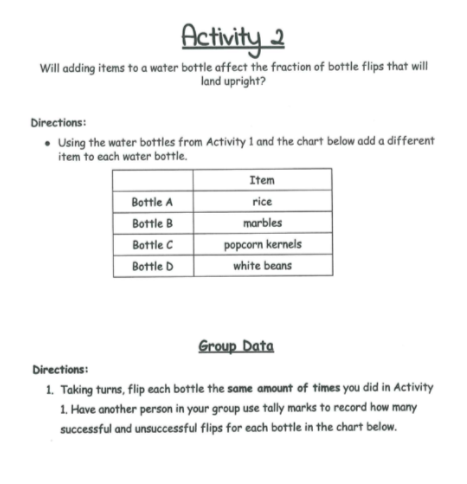 Activity 2
Will adding items to a water bottle affect the fraction of bottle flips that will
land upright?
Directions:
• Using the water bottles from Activity 1 and the chart below add a different
item to each water bottle.
Item
Bottle A rice
Bottle B marbles
Bottle C popcorn kernels
Bottle D white beans
Group Data
Directions:
1. Taking turns, flip each bottle the same amount of times you did in Activity
1. Have another person in your group use tally marks to record how many
successful and unsuccessful flips for each bottle in the chart below.